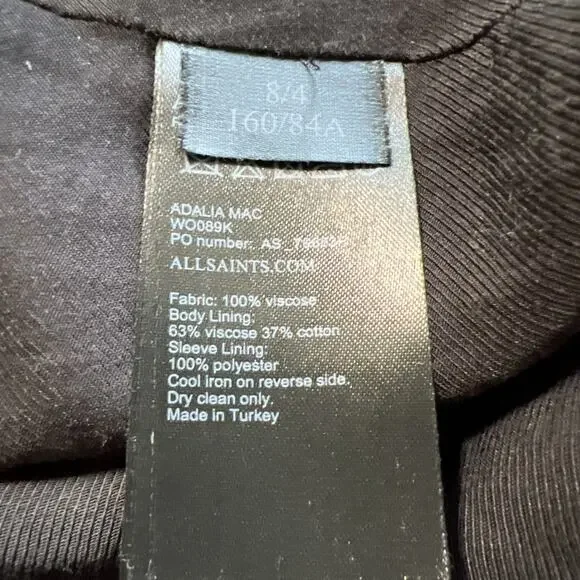 8/4
160/84A
ADALIA MAC
WO089K
PO number: AS_
ALLSAINTS.COM
Fabric: 100% viscose
Body Lining:
63% viscose 37% cotton
Sleeve Lining:
100% polyester
Cool iron on reverse side.
Dry clean only.
Made in Turkey